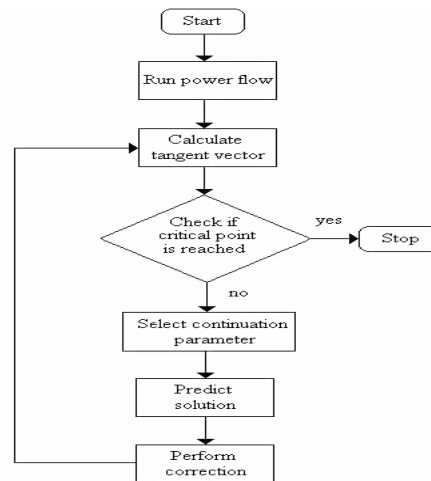 Start
Run power flow
Calculate
tangent vector
Check if
critical point
is reached
yes
Stop
no
Select continuation
parameter
Predict
solution
Perform
correction